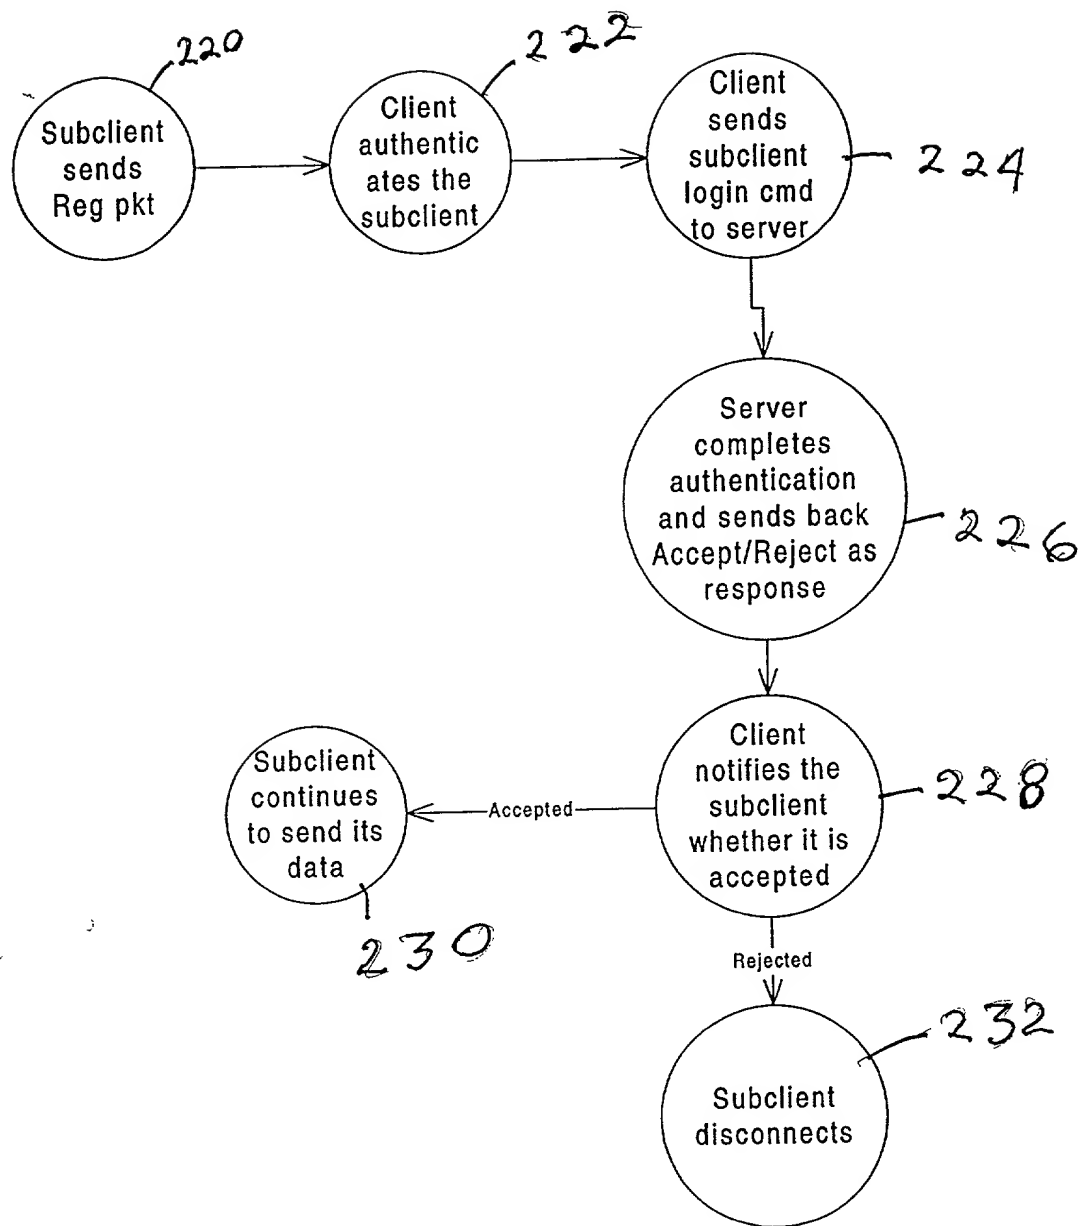 220
Subclient
sends
Reg pkt
222
Client
authentic
ates the
subclient
Client
sends
subclient
login cmd
to server
224
Server
completes
authentication
and sends back
Accept/Reject as
response
226
Client
notifies the
subclient
whether it is
accepted
228
Accepted
Subclient
continues
to send its
data
230
Rejected
Subclient
disconnects
232